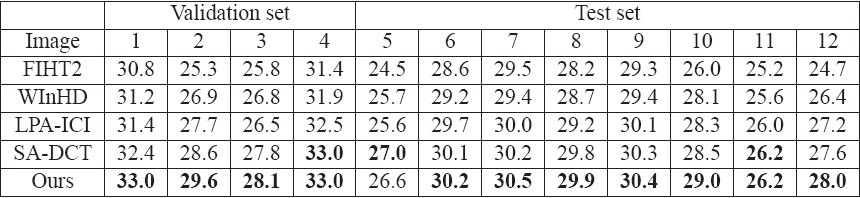 Validation set Test set
Image 1 2 3 4 5 6 7 8 9 10 11 12
FIHT2 30.8 25.3 25.8 31.4 24.5 28.6 29.5 28.2 29.3 26.0 25.2 24.7
WInHD 31.2 26.9 26.8 31.9 25.7 29.2 29.4 28.7 29.4 28.1 25.6 26.4
LPA-ICI 31.4 27.7 26.5 32.5 25.6 29.7 30.0 29.2 30.1 28.3 26.0 27.2
SA-DCT 32.4 28.6 27.8 33.0 27.0 30.1 30.2 29.8 30.3 28.5 26.2 27.6
Ours 33.0 29.6 28.1 33.0 26.6 30.2 30.5 29.9 30.4 29.0 26.2 28.0